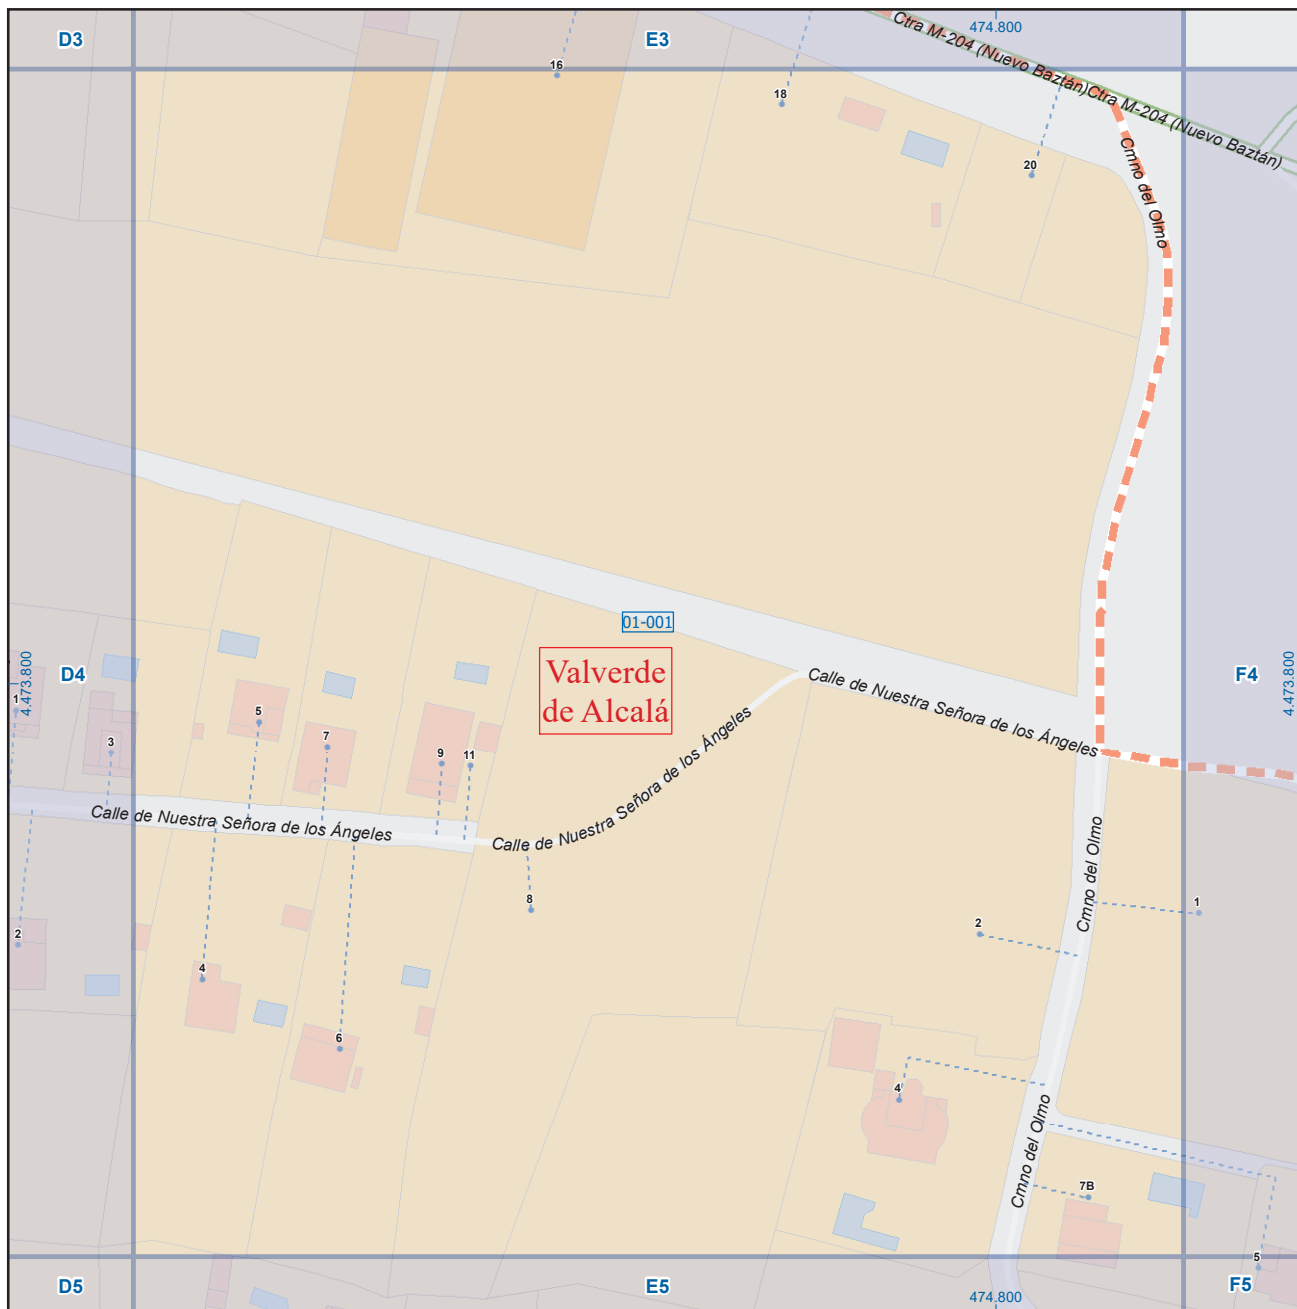 D3
E3
474.800
Ctra M-204 (Nuevo Baztán)
Ctra M-204 (Nuevo Baztán)
16
18
20
Cmno del Olmo
01-001
Valverde
de Alcalá
D4
F4
4.473.800
4.473.800
Calle de Nuestra Señora de los Ángeles
1
3
5
7
9
11
Calle de Nuestra Señora de los Ángeles
Calle de Nuestra Señora de los Ángeles
Cmno del Olmo
8
2
1
2
4
6
4
Cmno del Olmo
7B
5
D5
E5
474.800
F5